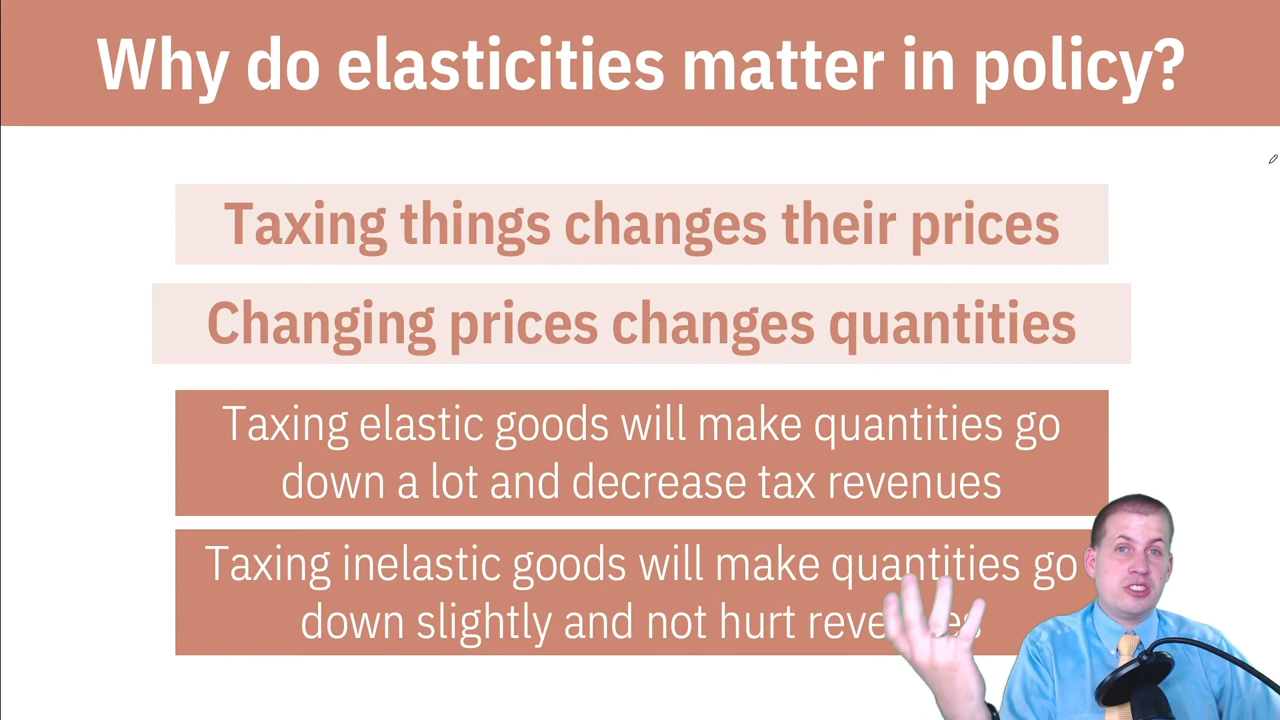 Why do elasticities matter in policy?
Taxing things changes their prices
Changing prices changes quantities
Taxing elastic goods will make quantities go
down a lot and decrease tax revenues
Taxing inelastic goods will make quantities go
down slightly and not hurt